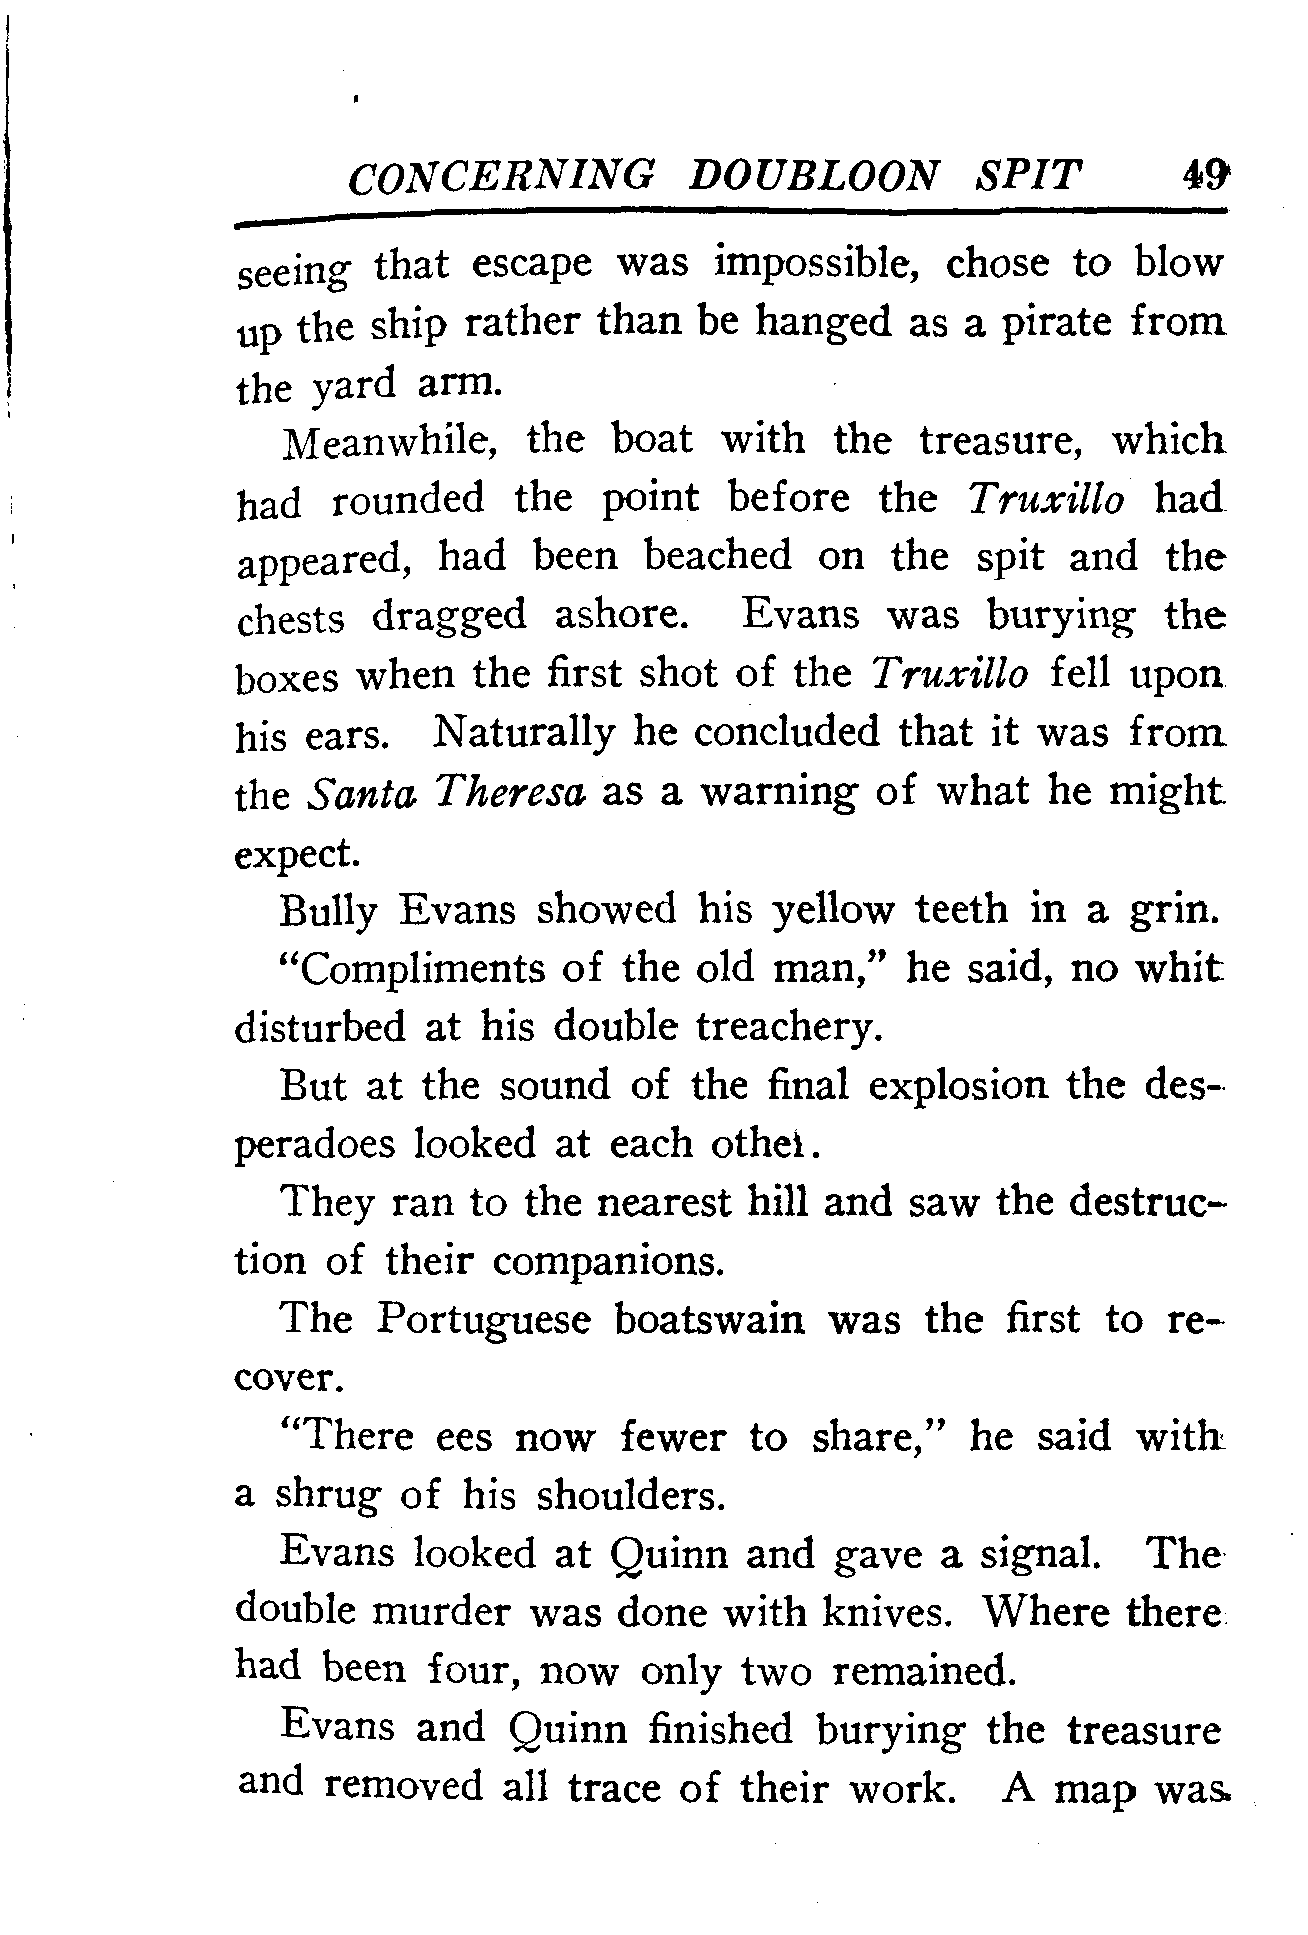 CONCERNING DOUBLOON SPIT 49
seeing that escape was impossible, chose to blow
up the ship rather than be hanged as a pirate from
the yard arm.
Meanwhile, the boat with the treasure, which
had rounded the point before the Truxillo had
appeared, had been beached on the spit and the
chests dragged ashore. Evans was burying the
boxes when the first shot of the Truxillo fell upon
his ears. Naturally he concluded that it was from
the Santa Theresa as a warning of what he might
expect.
Bully Evans showed his yellow teeth in a grin.
“Compliments of the old man,” he said, no whit
disturbed at his double treachery.
But at the sound of the final explosion the des-
peradoes looked at each other.
They ran to the nearest hill and saw the destruc-
tion of their companions.
The Portuguese boatswain was the first to re-
cover.
“There ees now fewer to share,” he said with
a shrug of his shoulders.
Evans looked at Quinn and gave a signal. The
double murder was done with knives. Where there
had been four, now only two remained.
Evans and Quinn finished burying the treasure
and removed all trace of their work. A map was